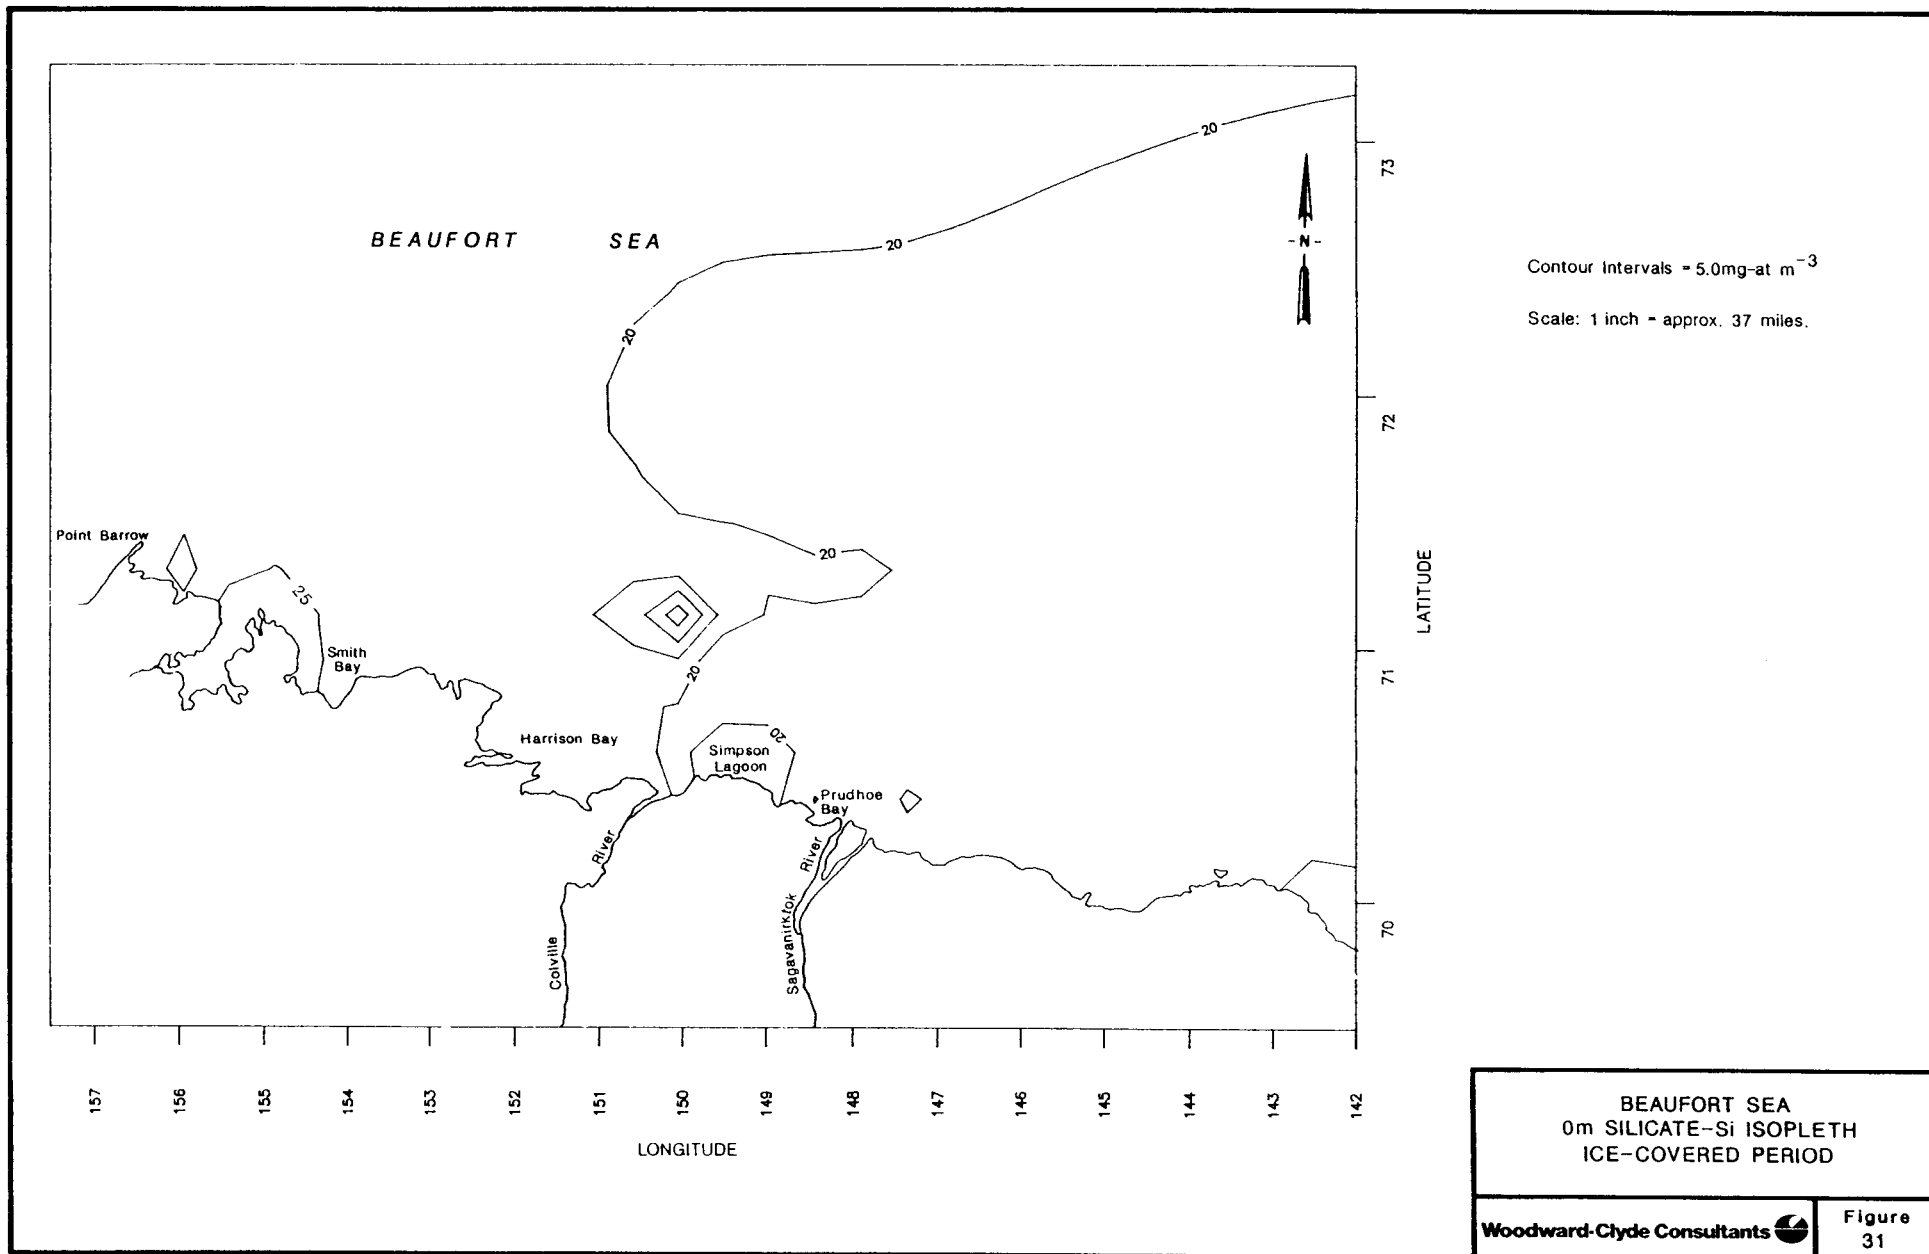 20
73
BEAUFORT SEA
- N -
20
Contour Intervals = 5.0mg-at m⁻³
Scale: 1 inch = approx. 37 miles.
20
72
Point Barrow
20
LATITUDE
25
Smith
Bay
20
71
Harrison Bay
20
Simpson
Lagoon
Prudhoe
Bay
River
River
Sagavanirktok
Colville
70
157
156
155
154
153
152
151
150
149
148
147
146
145
144
143
142
LONGITUDE
BEAUFORT SEA
0m SILICATE-Si ISOPLETH
ICE-COVERED PERIOD
Woodward-Clyde Consultants
Figure
31